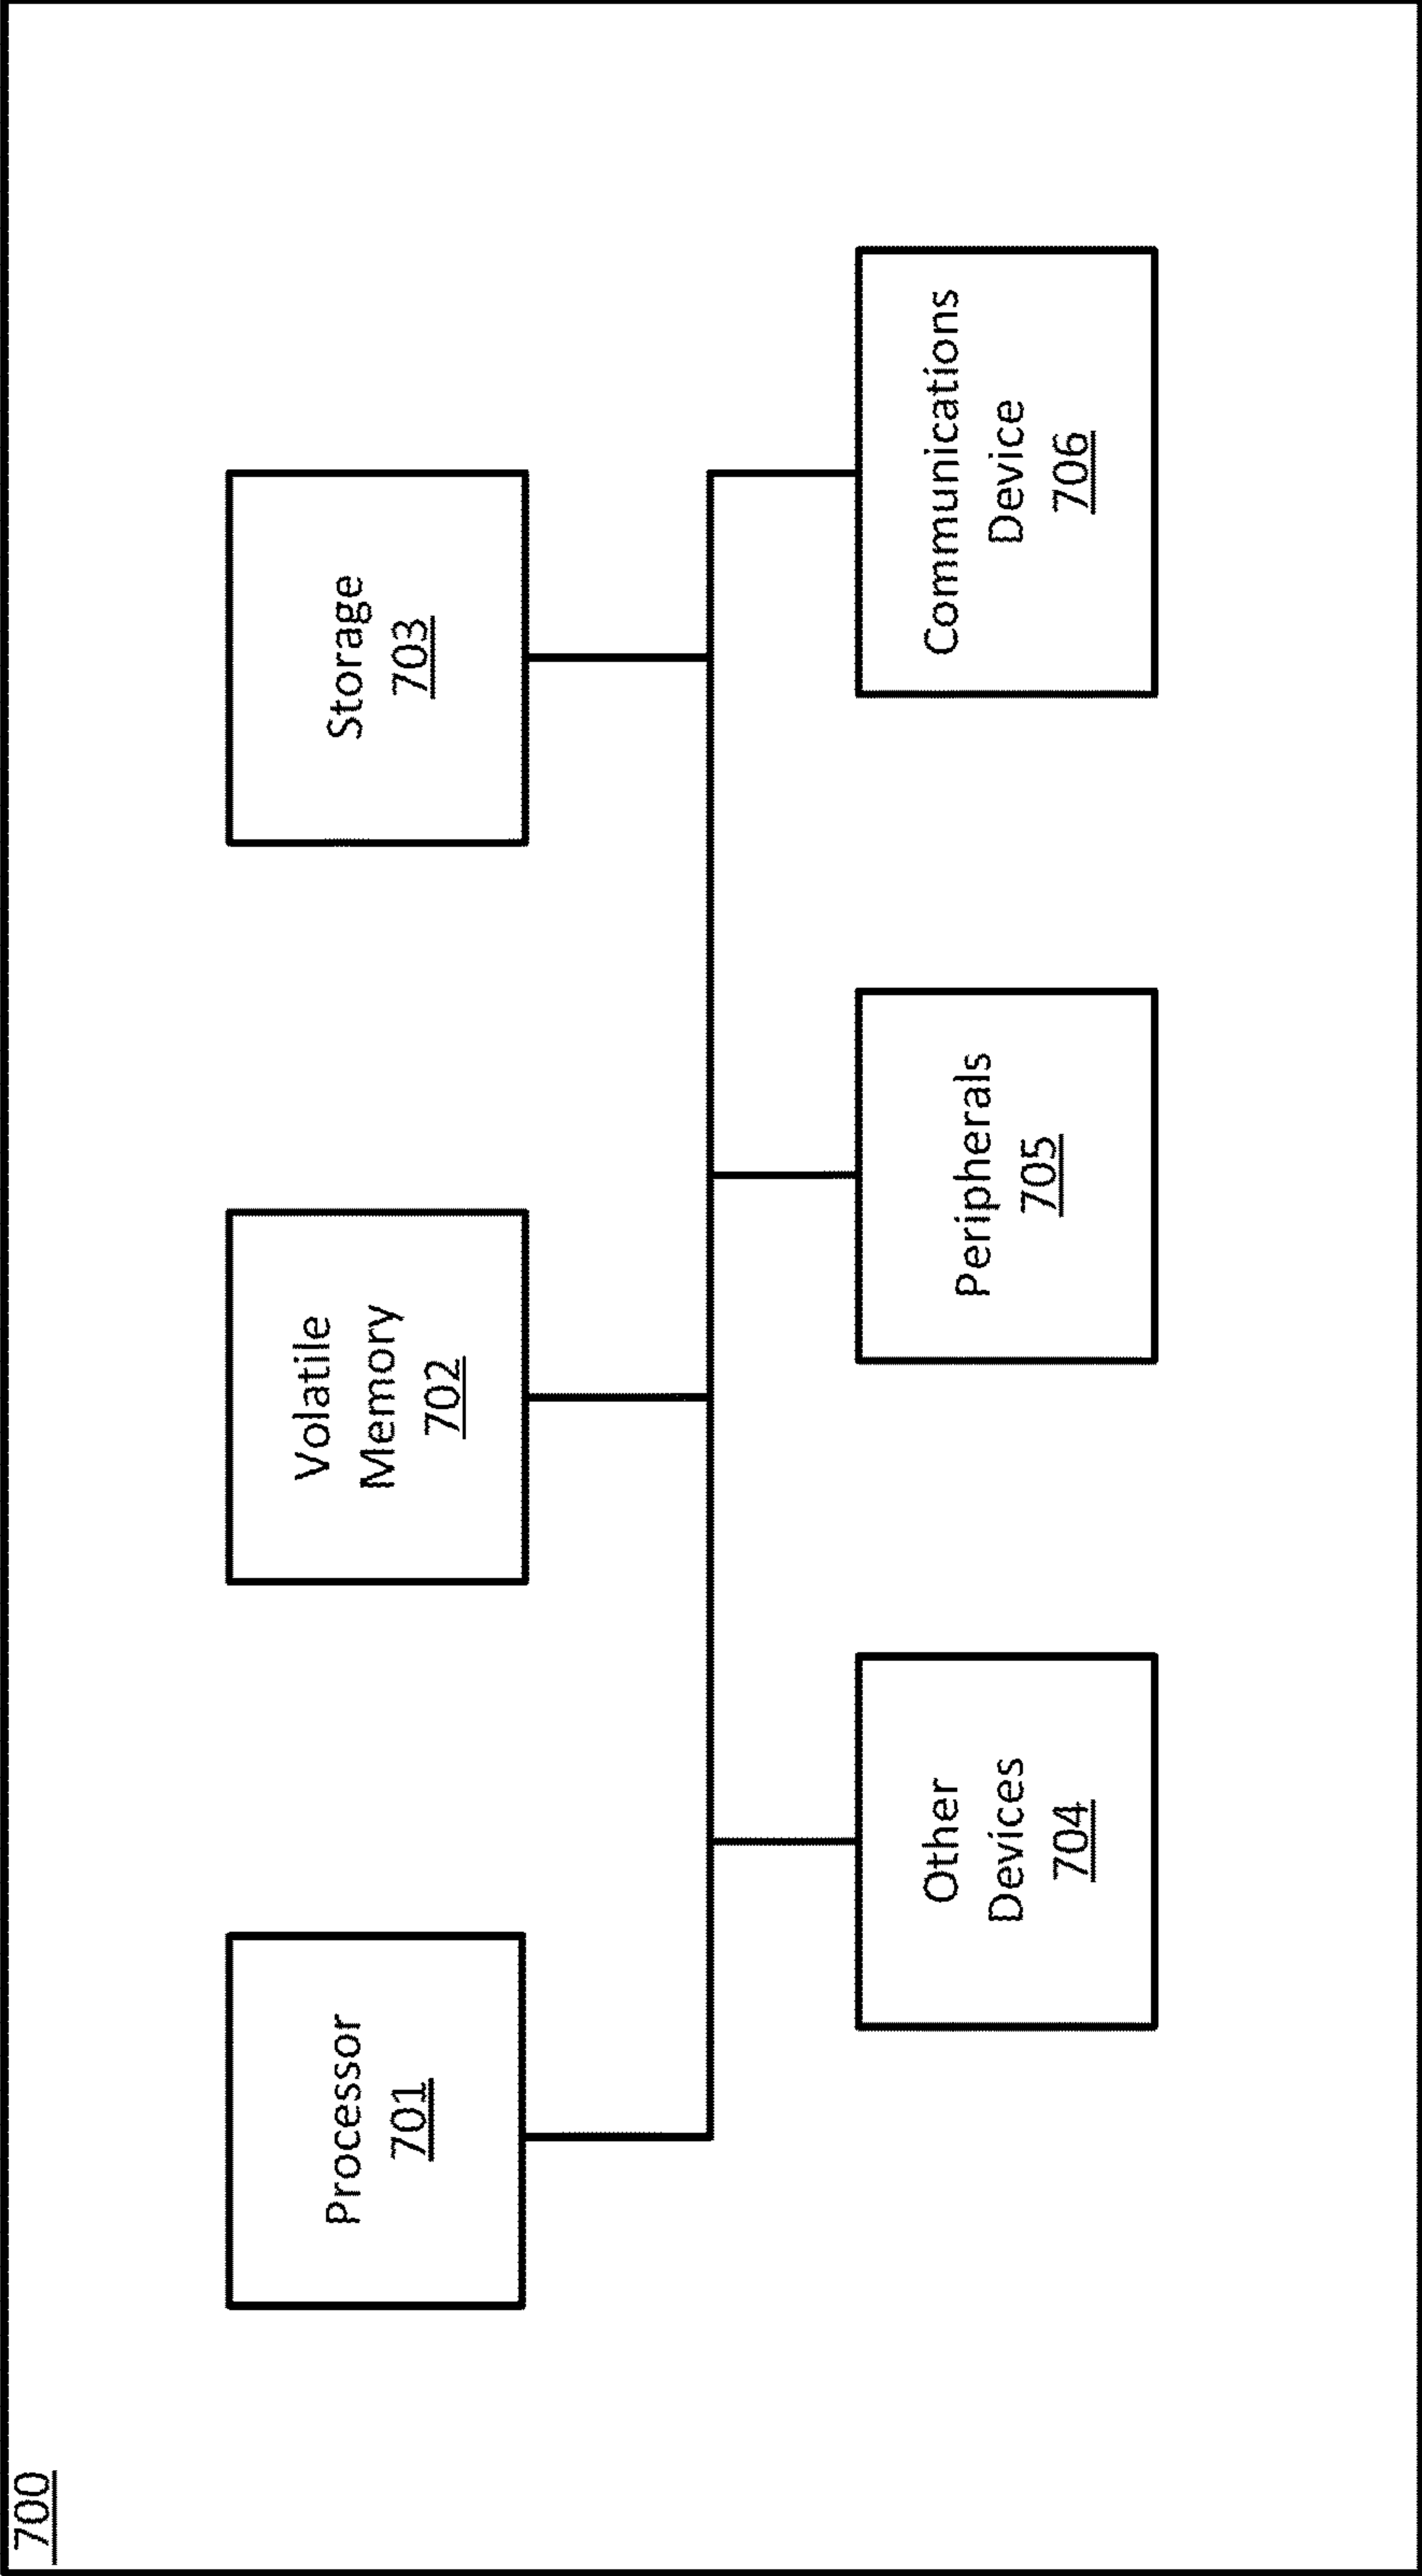 700
Processor
701
Volatile
Memory
702
Storage
703
Other
Devices
704
Peripherals
705
Communications
Device
706